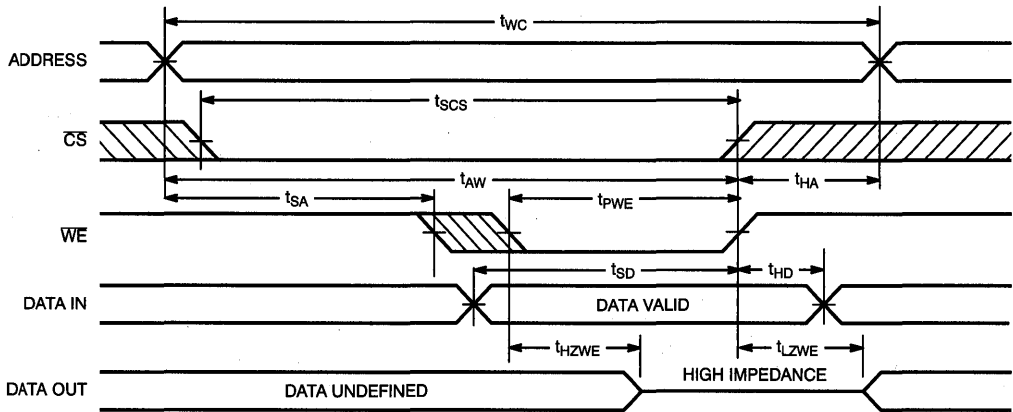 tWC
ADDRESS
tSCS
CS
tAW
tHA
tSA
tPWE
WE
tSD
tHD
DATA IN
DATA VALID
tHZWE
tLZWE
HIGH IMPEDANCE
DATA OUT
DATA UNDEFINED